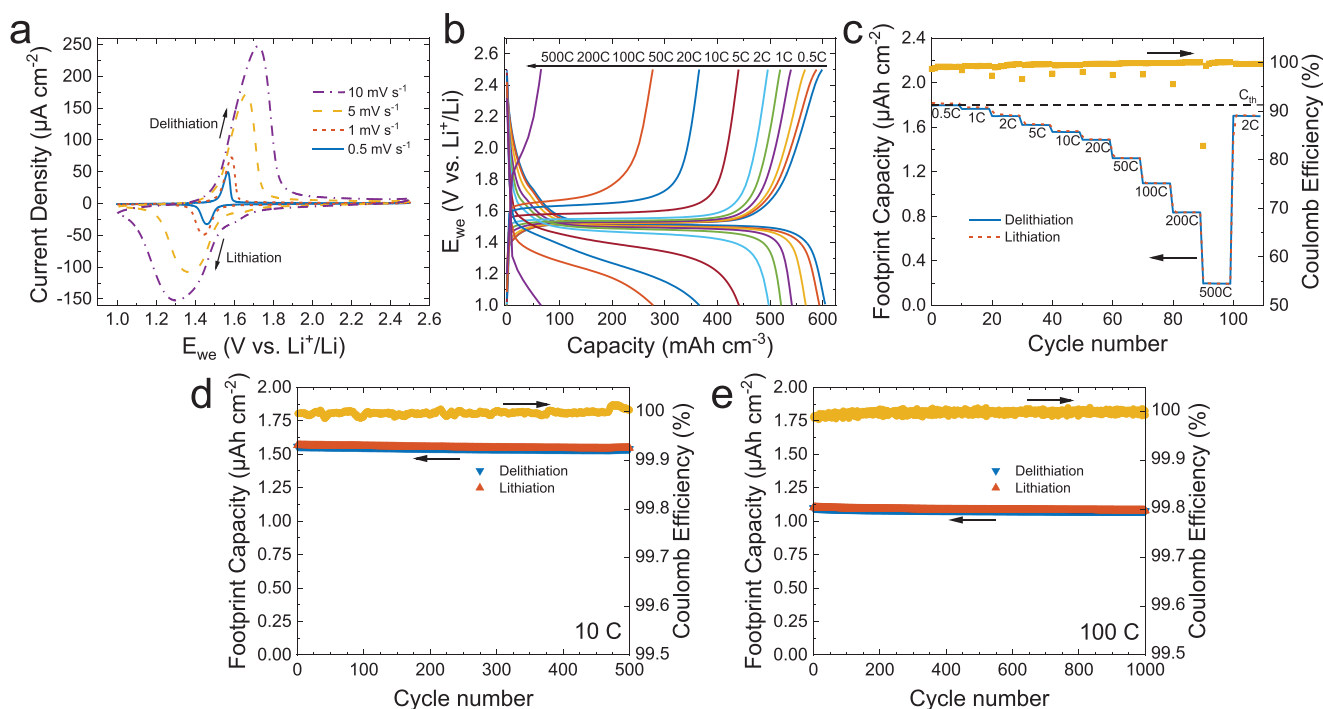 a
250
200
150
100
50
0
-50
-100
-150
Current Density (µA cm⁻²)
1.0 1.2 1.4 1.6 1.8 2.0 2.2 2.4 2.6
E_we (V vs. Li⁺/Li)
Delithiation
Lithiation
10 mV s⁻¹
5 mV s⁻¹
1 mV s⁻¹
0.5 mV s⁻¹
b
500C 200C 100C 50C 20C 10C 5C 2C 1C 0.5C
2.6
2.4
2.2
2.0
1.8
1.6
1.4
1.2
1.0
E_we (V vs. Li⁺/Li)
0 100 200 300 400 500 600
Capacity (mAh cm⁻³)
c
2.4
2.0
1.6
1.2
0.8
0.4
0.0
Footprint Capacity (µAh cm⁻²)
C_th
0.5C
1C
2C
5C
10C
20C
50C
100C
200C
500C
2C
Delithiation
Lithiation
100
90
80
70
60
50
Coulomb Efficiency (%)
0 20 40 60 80 100
Cycle number
d
2.00
1.75
1.50
1.25
1.00
0.75
0.50
0.25
0.00
Footprint Capacity (µAh cm⁻²)
Delithiation
Lithiation
10 C
100
99.9
99.8
99.7
99.6
99.5
Coulomb Efficiency (%)
0 100 200 300 400 500
Cycle number
e
2.00
1.75
1.50
1.25
1.00
0.75
0.50
0.25
0.00
Footprint Capacity (µAh cm⁻²)
Delithiation
Lithiation
100 C
100
99.9
99.8
99.7
99.6
99.5
Coulomb Efficiency (%)
0 200 400 600 800 1000
Cycle number